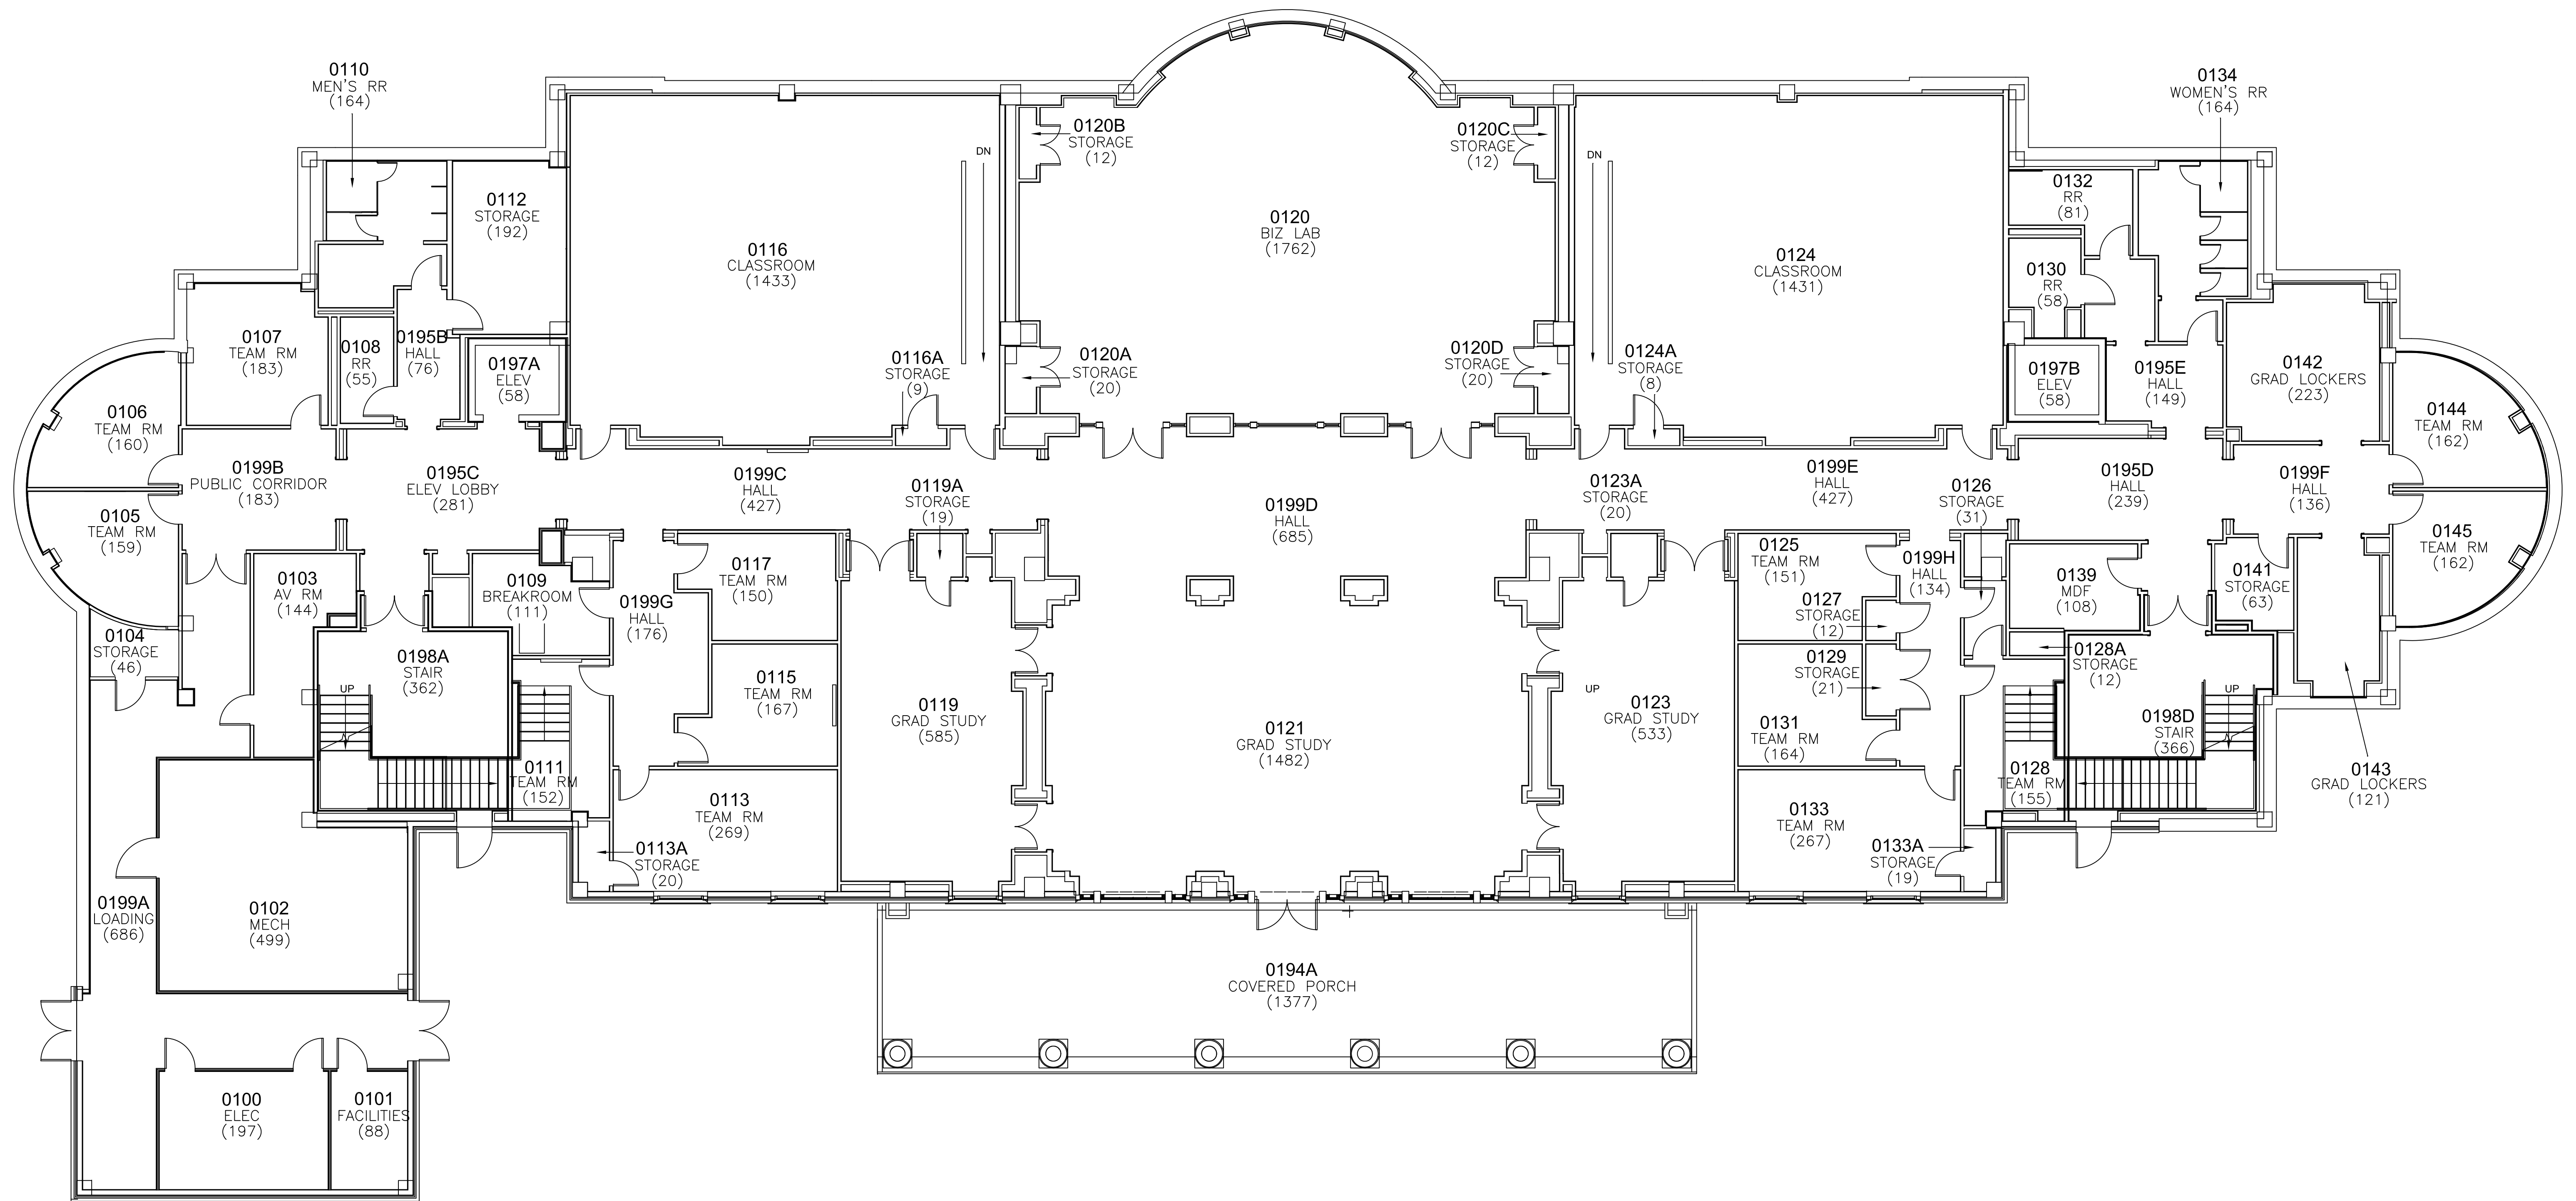 0110
MEN'S RR
(164)
0134
WOMEN'S RR
(164)
0120B
STORAGE
(12)
0120C
STORAGE
(12)
DN
DN
0112
STORAGE
(192)
0132
RR
(81)
0120
BIZ LAB
(1762)
0116
CLASSROOM
(1433)
0124
CLASSROOM
(1431)
0130
RR
(58)
0107
TEAM RM
(183)
0108
RR
(55)
0195B
HALL
(76)
0197A
ELEV
(58)
0116A
STORAGE
(9)
0120A
STORAGE
(20)
0120D
STORAGE
(20)
0124A
STORAGE
(8)
0197B
ELEV
(58)
0195E
HALL
(149)
0142
GRAD LOCKERS
(223)
0106
TEAM RM
(160)
0144
TEAM RM
(162)
0199B
PUBLIC CORRIDOR
(183)
0195C
ELEV LOBBY
(281)
0199C
HALL
(427)
0119A
STORAGE
(19)
0199D
HALL
(685)
0123A
STORAGE
(20)
0199E
HALL
(427)
0126
STORAGE
(31)
0195D
HALL
(239)
0199F
HALL
(136)
0105
TEAM RM
(159)
0145
TEAM RM
(162)
0103
AV RM
(144)
0109
BREAKROOM
(111)
0199G
HALL
(176)
0117
TEAM RM
(150)
0125
TEAM RM
(151)
0199H
HALL
(134)
0127
STORAGE
(12)
0139
MDF
(108)
0141
STORAGE
(63)
0104
STORAGE
(46)
0198A
STAIR
(362)
UP
0115
TEAM RM
(167)
0129
STORAGE
(21)
0128A
STORAGE
(12)
UP
UP
0119
GRAD STUDY
(585)
0121
GRAD STUDY
(1482)
0123
GRAD STUDY
(533)
0131
TEAM RM
(164)
0198D
STAIR
(366)
0111
TEAM RM
(152)
0128
TEAM RM
(155)
0143
GRAD LOCKERS
(121)
0113
TEAM RM
(269)
0133
TEAM RM
(267)
0113A
STORAGE
(20)
0133A
STORAGE
(19)
0199A
LOADING
(686)
0102
MECH
(499)
0194A
COVERED PORCH
(1377)
0100
ELEC
(197)
0101
FACILITIES
(88)